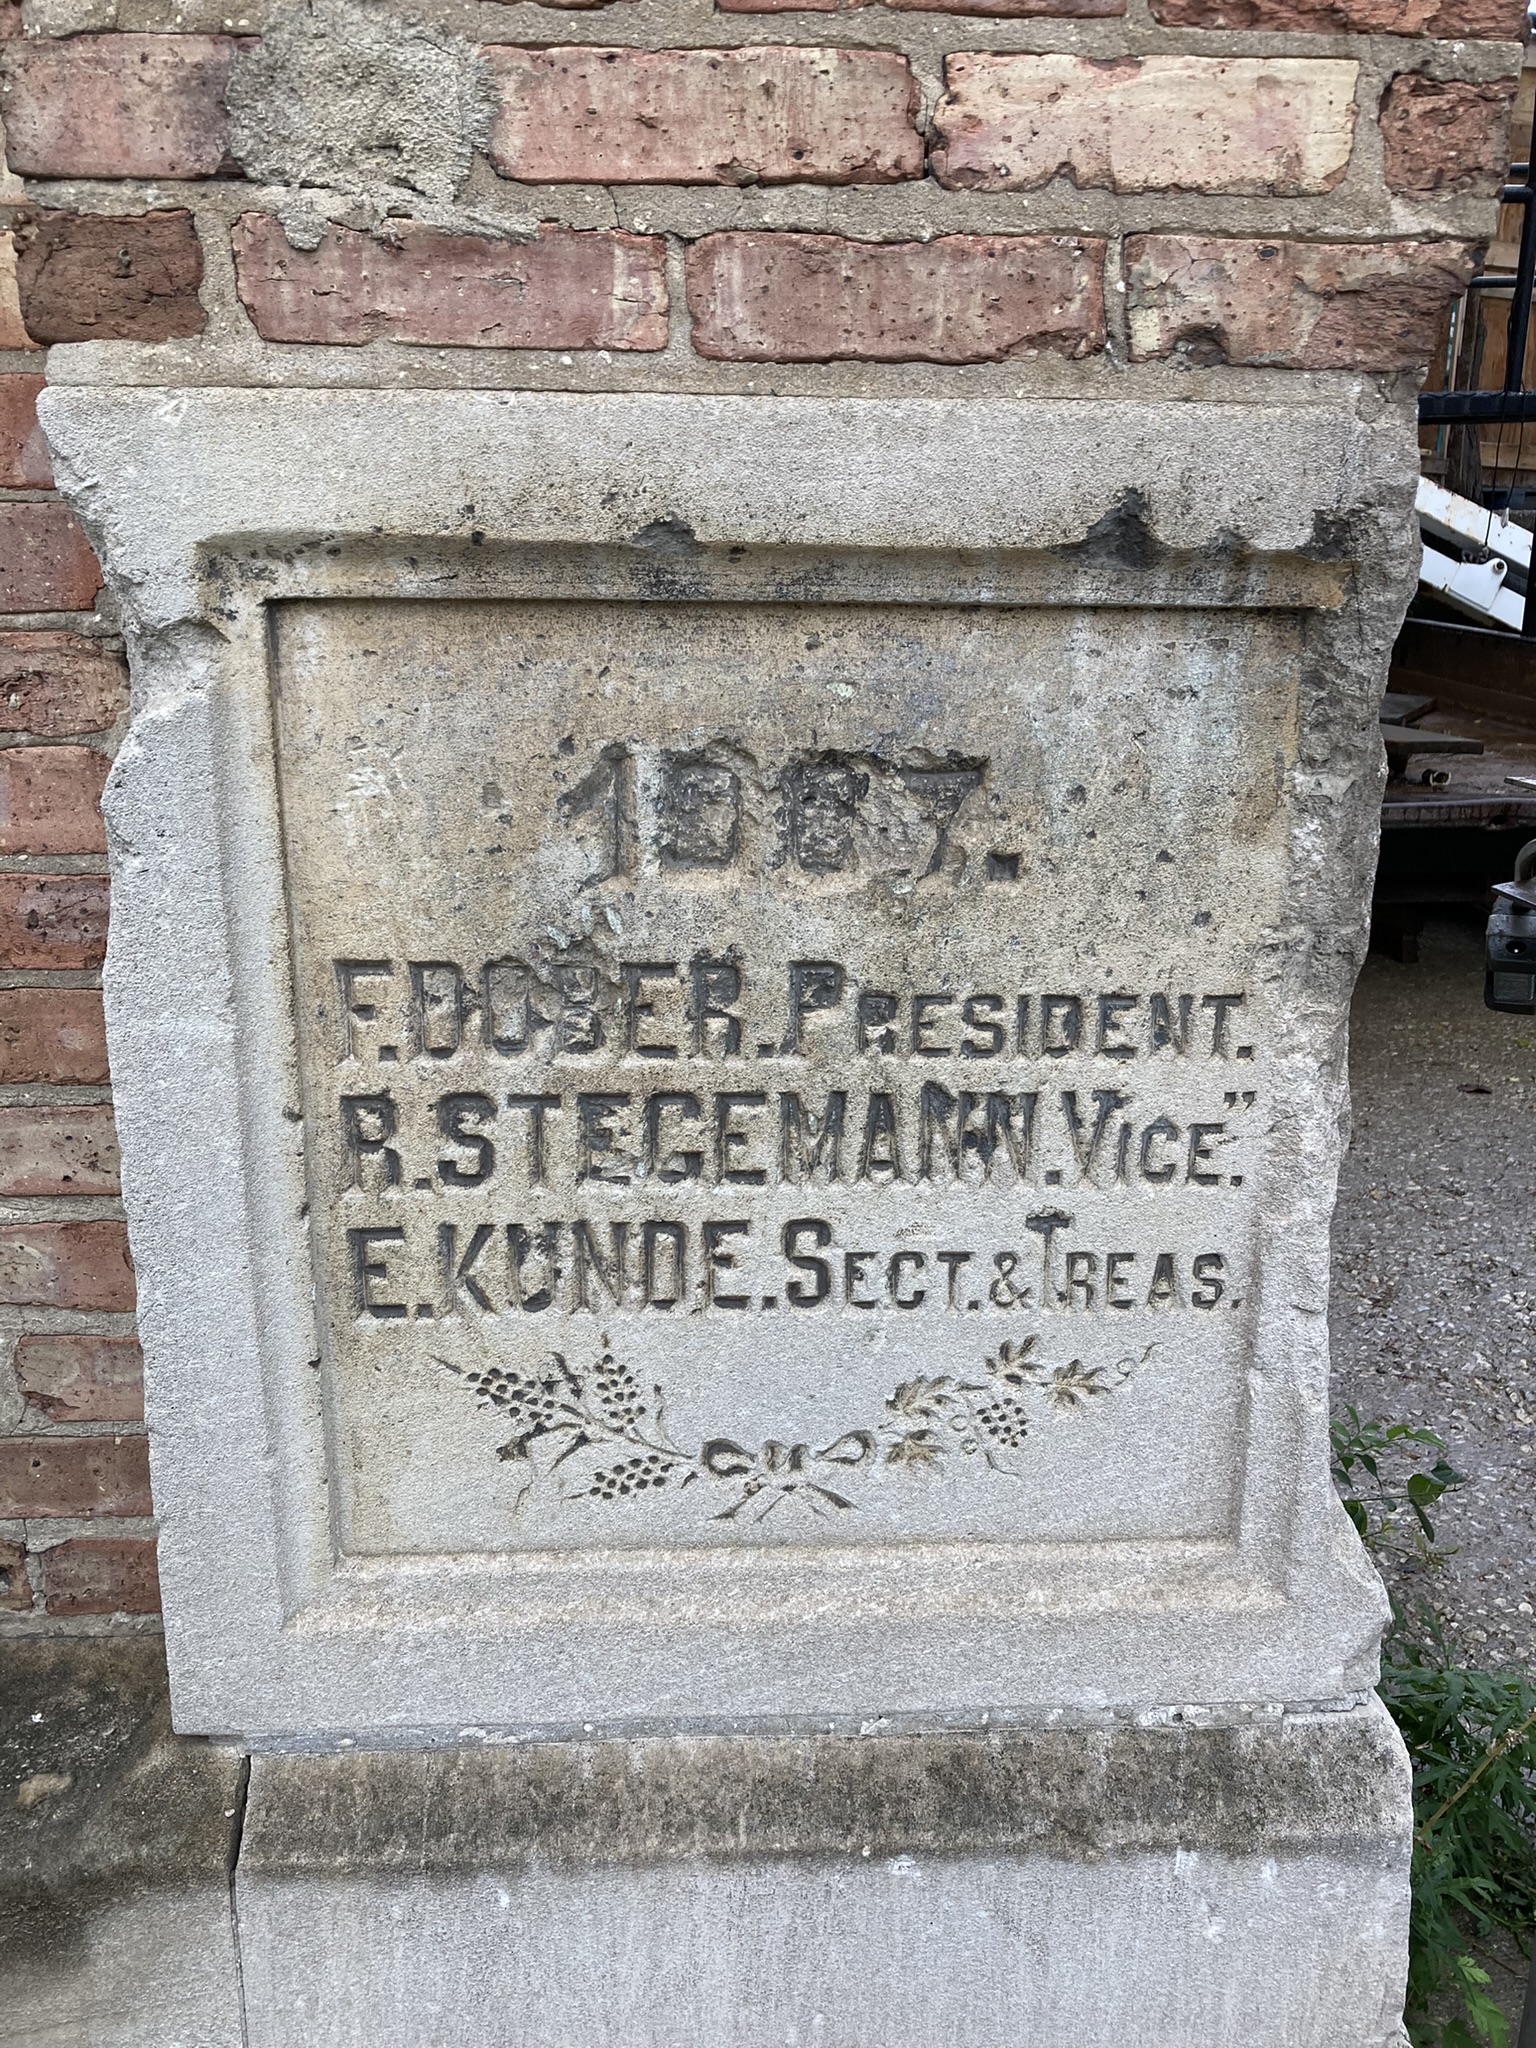 F. DOBER. PRESIDENT.
R. STEGEMANN. VICE. ”
E. KUNDE. SECT. & TREAS.